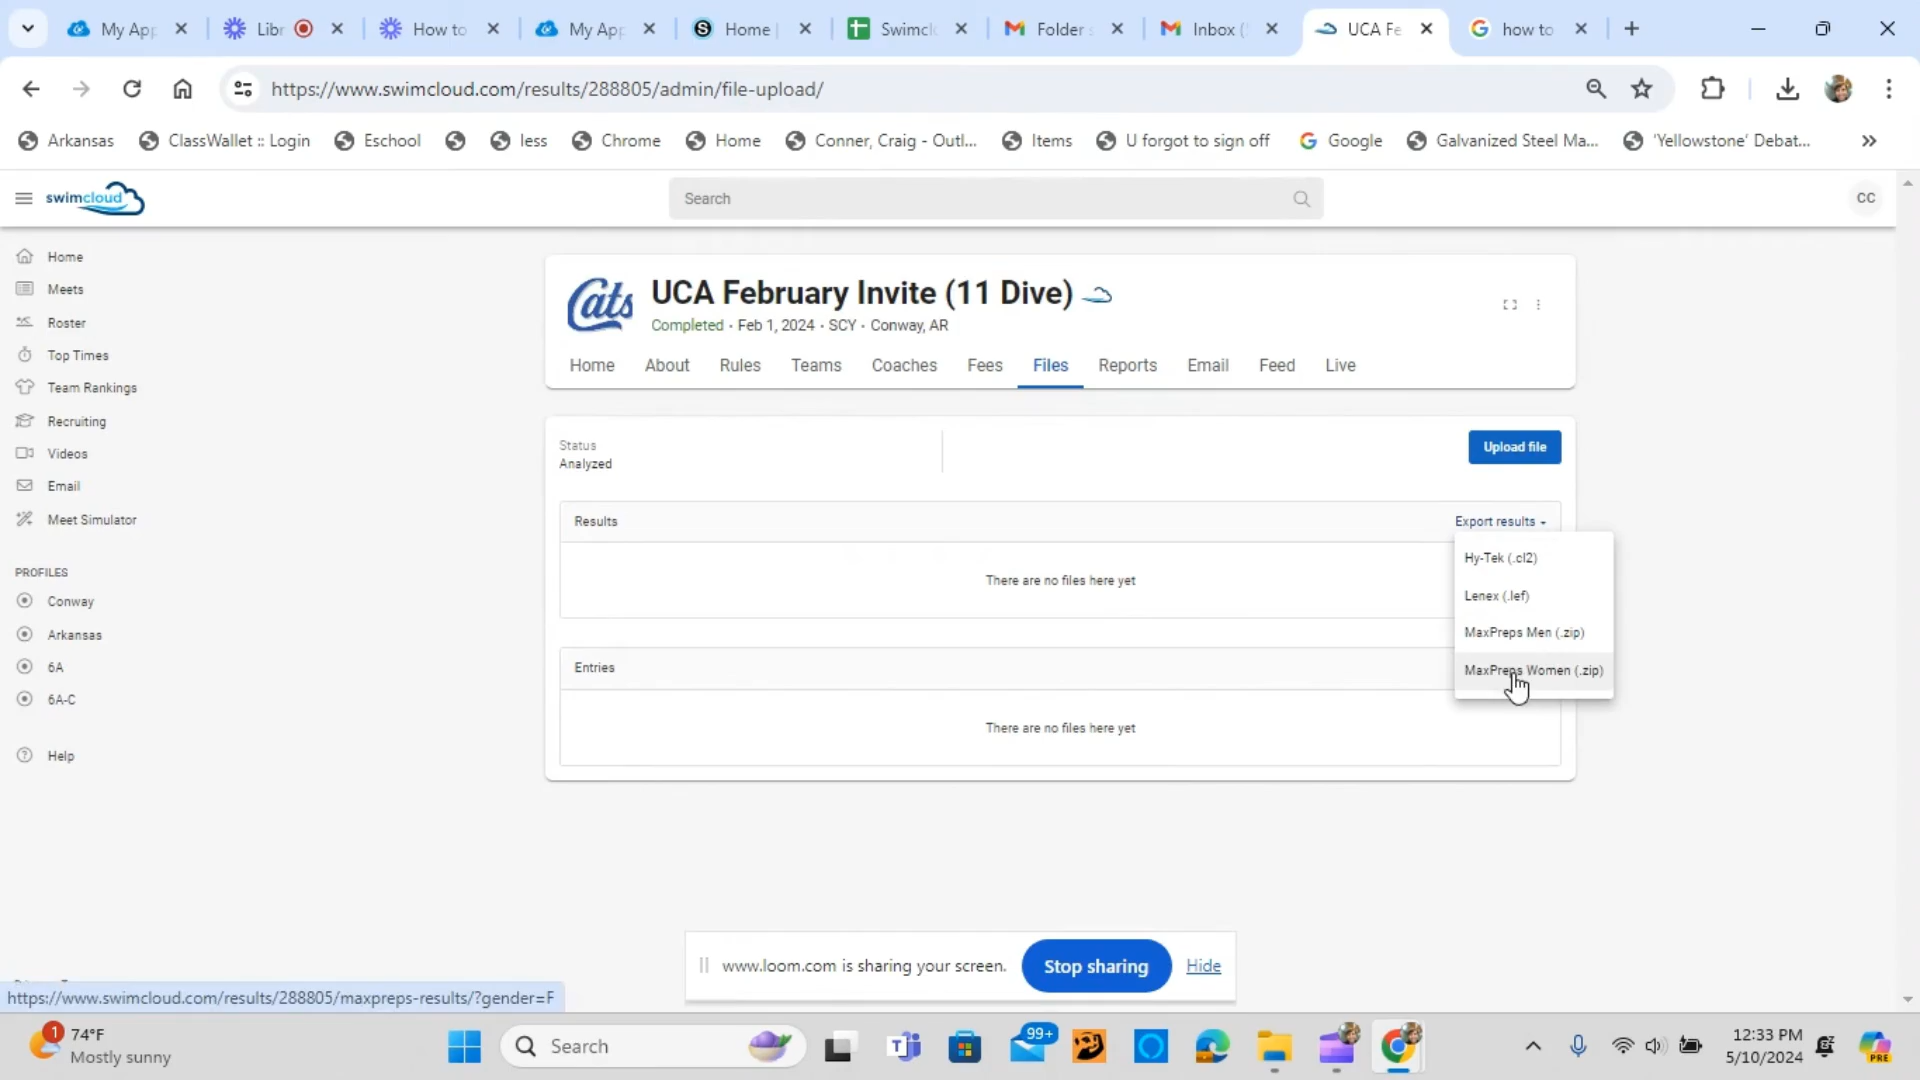 My App
Libr
How to
My App
Home
Swimcl
Folder
Inbox (
UCA Fe
how to
https://www.swimcloud.com/results/288805/admin/file-upload/
Arkansas
ClassWallet :: Login
Eschool
less
Chrome
Home
Conner, Craig - Outl...
Items
U forgot to sign off
Google
Galvanized Steel Ma...
'Yellowstone' Debat...
»
swimcloud
Search
CC
Home
Meets
Roster
Top Times
Team Rankings
Recruiting
Videos
Email
Meet Simulator
PROFILES
Conway
Arkansas
6A
6A-C
Help
Cats
UCA February Invite (11 Dive)
Completed · Feb 1, 2024 · SCY · Conway, AR
Home About Rules Teams Coaches Fees Files Reports Email Feed Live
Status
Analyzed
Upload file
Results
Export results
There are no files here yet
Hy-Tek (.cl2)
Lenex (.lef)
MaxPreps Men (.zip)
MaxPreps Women (.zip)
Entries
There are no files here yet
www.loom.com is sharing your screen.
Stop sharing
Hide
https://www.swimcloud.com/results/288805/maxpreps-results/?gender=F
1
74°F
Mostly sunny
Search
99+
12:33 PM
5/10/2024
PRE